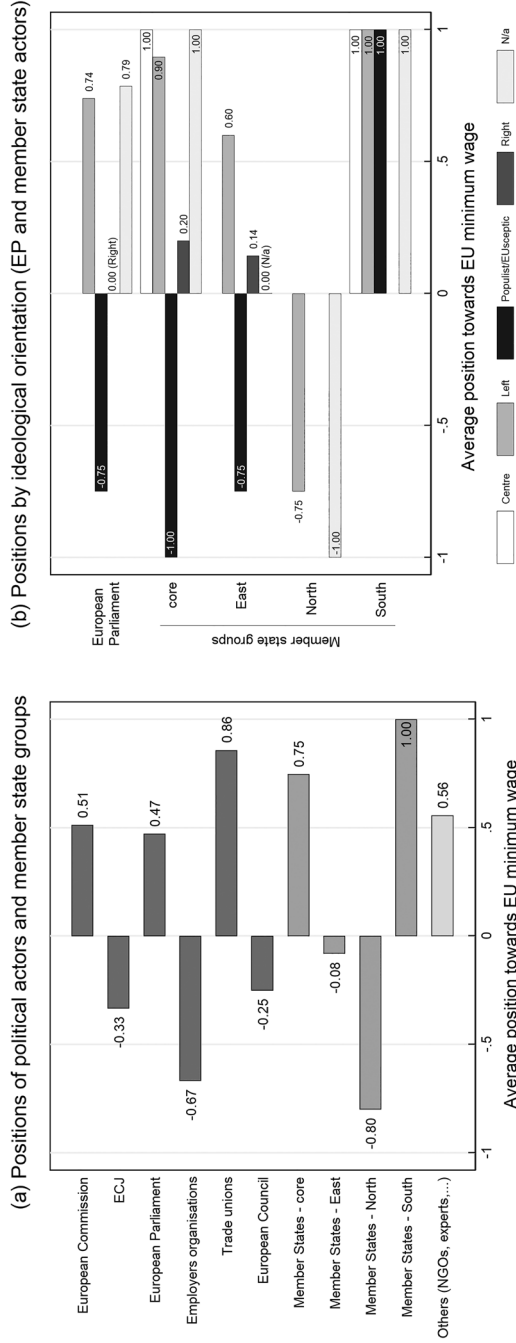 (a) Positions of political actors and member state groups
European Commission
0.51
ECJ
-0.33
European Parliament
0.47
Employers organisations
-0.67
Trade unions
0.86
European Council
-0.25
Member States - core
0.75
Member States - East
-0.08
Member States - North
-0.80
Member States - South
1.00
Others (NGOs, experts,...)
0.56
-1
-.5
0
.5
1
Average position towards EU minimum wage
(b) Positions by ideological orientation (EP and member state actors)
Member state groups
European
Parliament
0.74
-0.75
0.00 (Right)
0.79
core
1.00
0.90
-1.00
0.20
1.00
East
0.60
-0.75
0.14
0.00 (N/a)
North
-0.75
-1.00
South
1.00
1.00
1.00
1.00
-1
-.5
0
.5
1
Average position towards EU minimum wage
Centre
Left
Populist/EUsceptic
Right
N/a